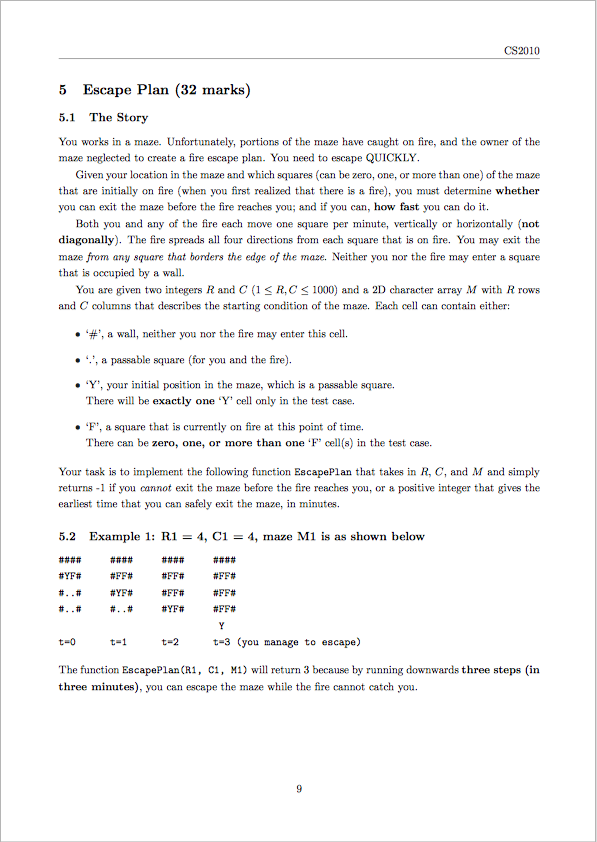 CS2010
5 Escape Plan (32 marks)
5.1 The Story
You works in a maze. Unfortunately, portions of the maze have caught on fire, and the owner of the
maze neglected to create a fire escape plan. You need to escape QUICKLY.
Given your location in the maze and which squares (can be zero, one, or more than one) of the maze
that are initially on fire (when you first realized that there is a fire), you must determine whether
you can exit the maze before the fire reaches you; and if you can, how fast you can do it.
Both you and any of the fire each move one square per minute, vertically or horizontally (not
diagonally). The fire spreads all four directions from each square that is on fire. You may exit the
maze from any square that borders the edge of the maze. Neither you nor the fire may enter a square
that is occupied by a wall.
You are given two integers R and C (1 ≤ R, C ≤ 1000) and a 2D character array M with R rows
and C columns that describes the starting condition of the maze. Each cell can contain either:
• '#', a wall, neither you nor the fire may enter this cell.
• '.', a passable square (for you and the fire).
• 'Y', your initial position in the maze, which is a passable square.
There will be exactly one 'Y' cell only in the test case.
• 'F', a square that is currently on fire at this point of time.
There can be zero, one, or more than one 'F' cell(s) in the test case.
Your task is to implement the following function EscapePlan that takes in R, C, and M and simply
returns -1 if you cannot exit the maze before the fire reaches you, or a positive integer that gives the
earliest time that you can safely exit the maze, in minutes.
5.2 Example 1: R1 = 4, C1 = 4, maze M1 is as shown below
#### #### #### ####
#YF# #FF# #FF# #FF#
#..# #YF# #FF# #FF#
#..# #..# #YF# #FF#
Y
t=0 t=1 t=2 t=3 (you manage to escape)
The function EscapePlan(R1, C1, M1) will return 3 because by running downwards three steps (in
three minutes), you can escape the maze while the fire cannot catch you.
9